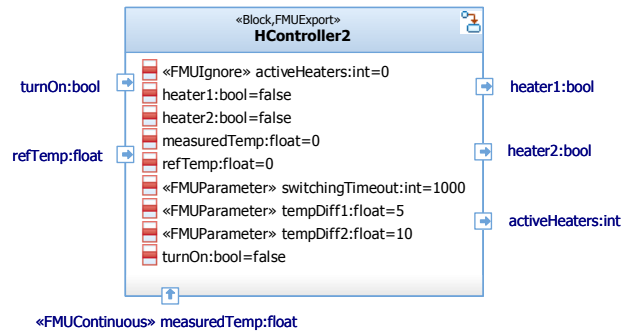 «Block,FMUExport»
HController2
turnOn:bool
refTemp:float
«FMUIgnore» activeHeaters:int=0
heater1:bool=false
heater2:bool=false
measuredTemp:float=0
refTemp:float=0
«FMUParameter» switchingTimeout:int=1000
«FMUParameter» tempDiff1:float=5
«FMUParameter» tempDiff2:float=10
turnOn:bool=false
heater1:bool
heater2:bool
activeHeaters:int
«FMUContinuous» measuredTemp:float